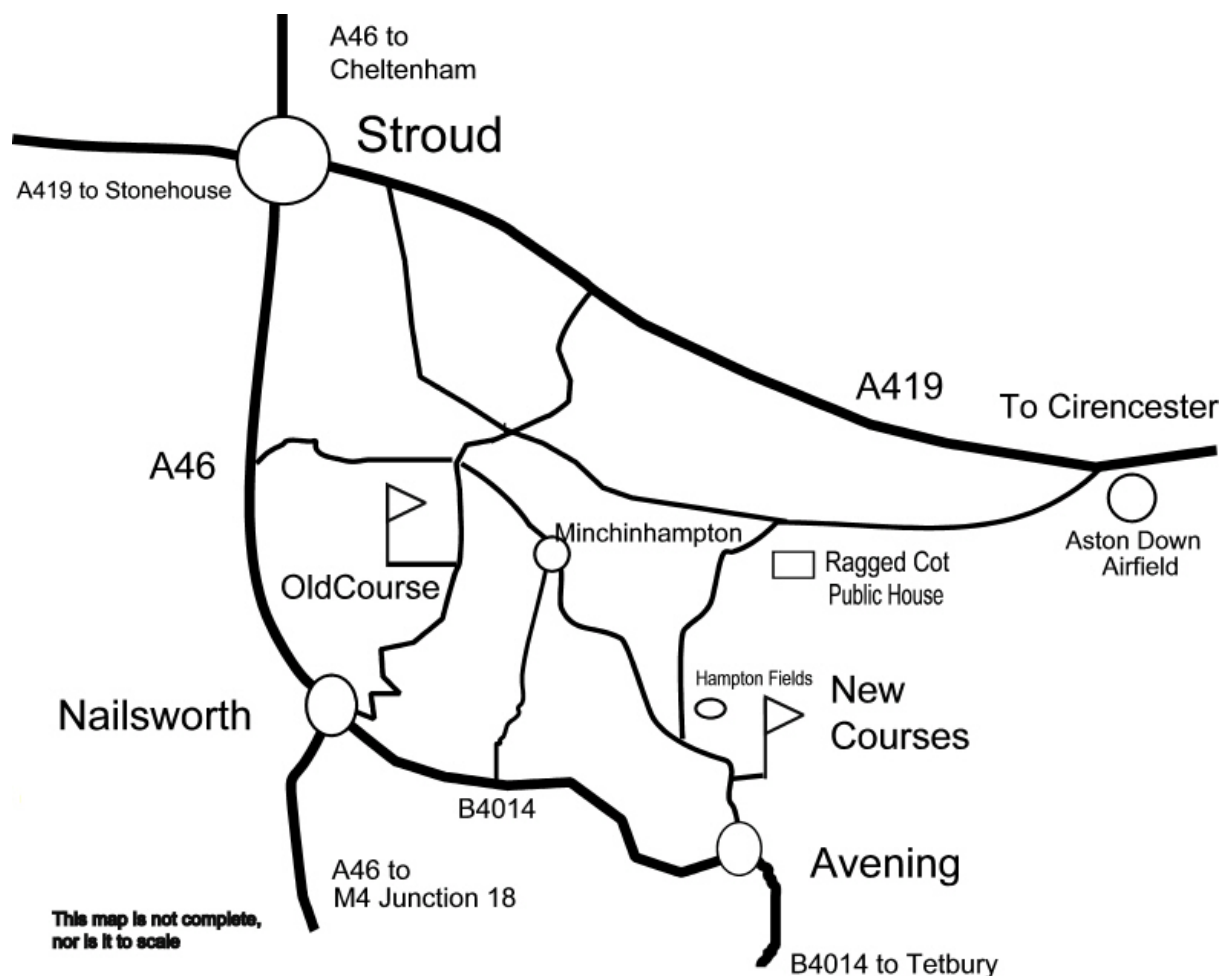 A46 to
Cheltenham
Stroud
A419 to Stonehouse
A419
To Cirencester
A46
Minchinhampton
Aston Down
Airfield
Ragged Cot
Public House
OldCourse
Hampton Fields
New
Courses
Nailsworth
B4014
Avening
A46 to
M4 Junction 18
This map is not complete,
nor is it to scale
B4014 to Tetbury